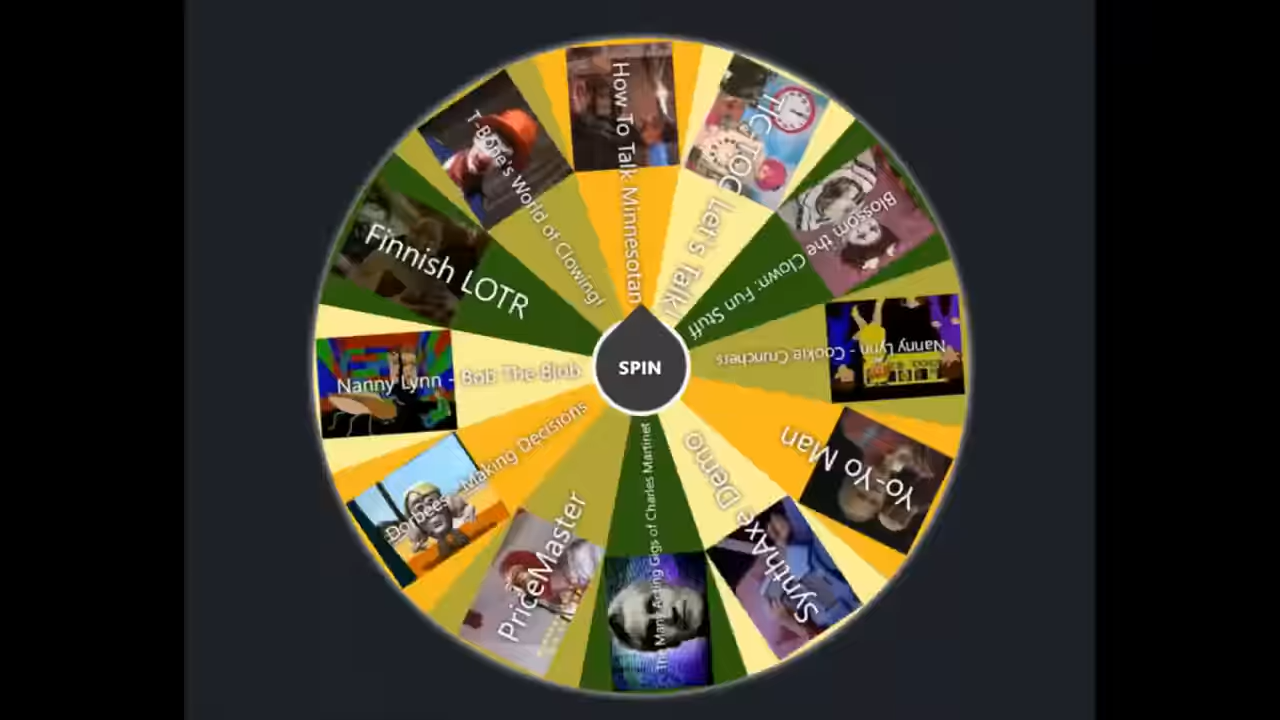 How To Talk Minnesotan
TIC TOC Let's Talk!
Blossom the Clown: Fun Stuff
Nanny Lynn - Cookie Crunchers
Yo-Yo Man
SynthAxe Demo
The Many Acting Gigs of Charles Martinet
PriceMaster
Dorbees - Making Decisions
Nanny Lynn - Bob The Blob
Finnish LOTR
T-Bone's World of Clowing!
SPIN